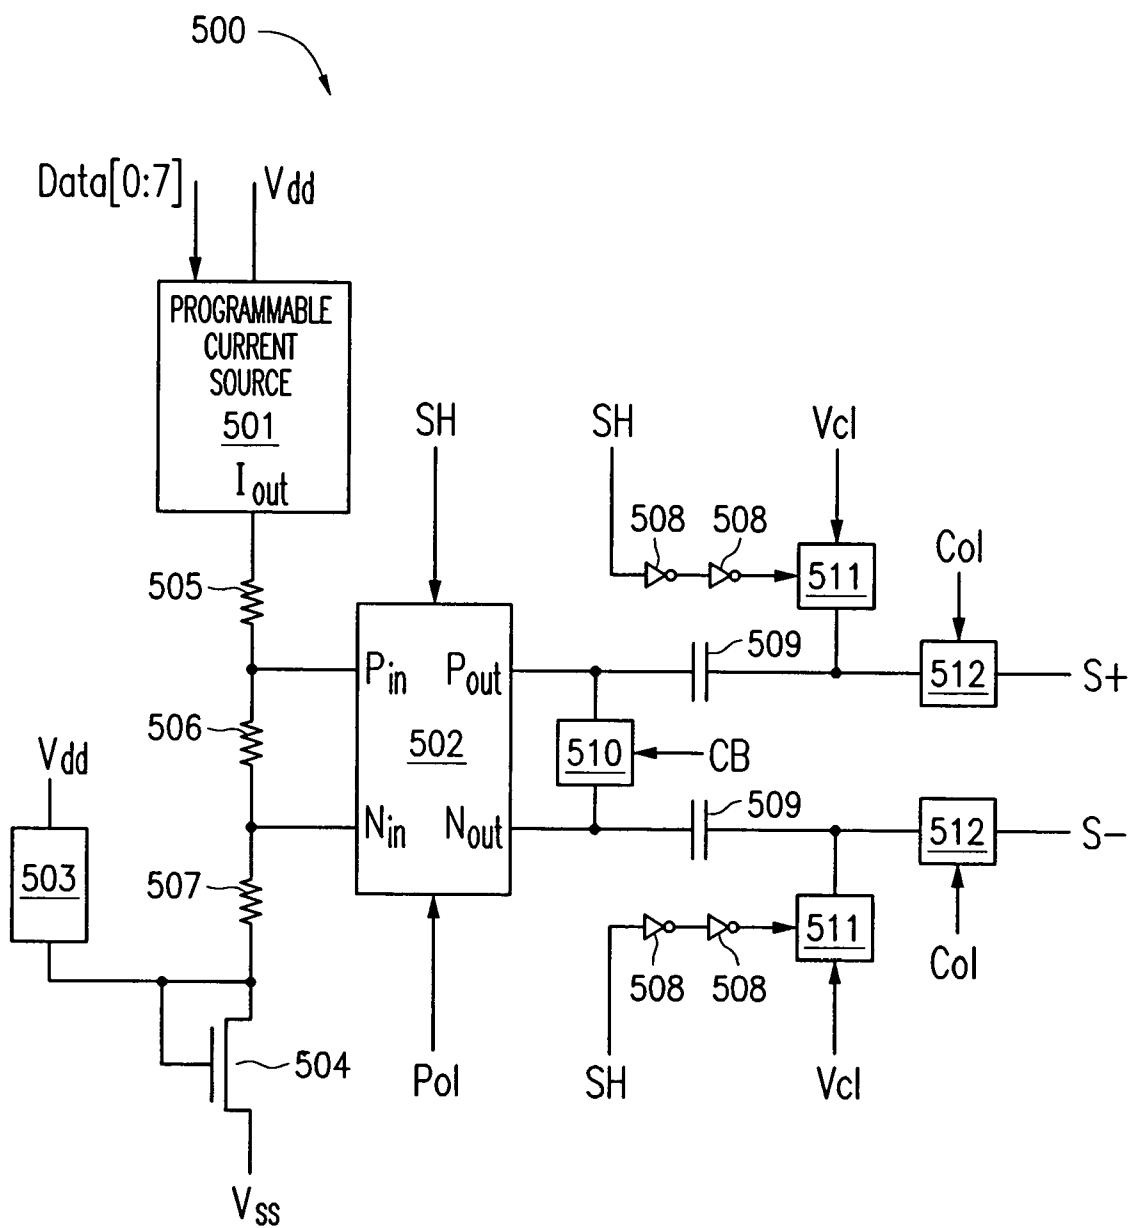 500
Data[0:7]
Vdd
PROGRAMMABLE
CURRENT
SOURCE
501
Iout
SH
SH
Vcl
508
508
505
511
Col
Pin
Pout
509
512
S+
506
502
510
CB
Vdd
Nin
Nout
509
512
S-
503
507
511
Col
508
508
504
Pol
SH
Vcl
Vss